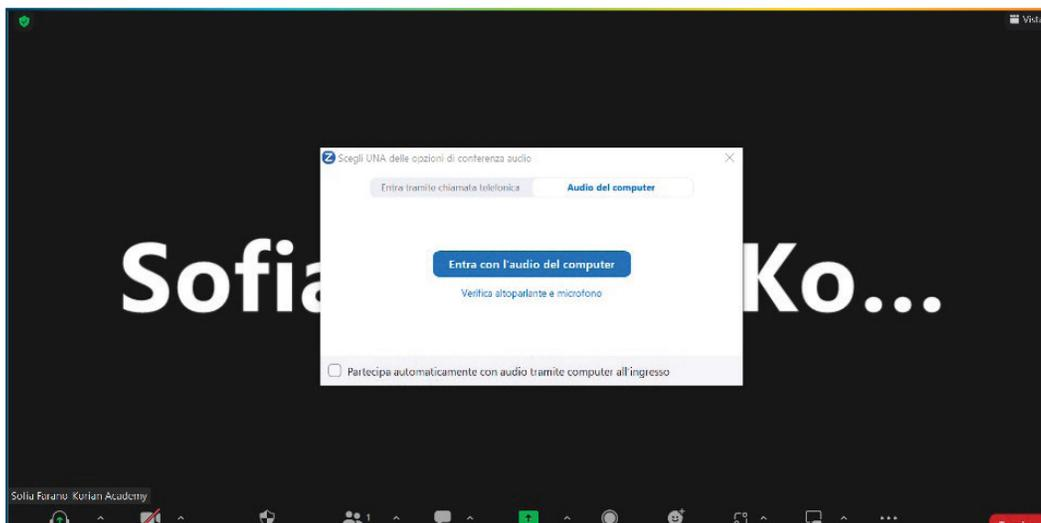 Vista
Scegli UNA delle opzioni di conferenza audio
Entra tramite chiamata telefonica
Audio del computer
Entra con l'audio del computer
Verifica altoparlante e microfono
Sofia Ko...
Partecipa automaticamente con audio tramite computer all'ingresso
Sofia Farano Kurian Academy
1